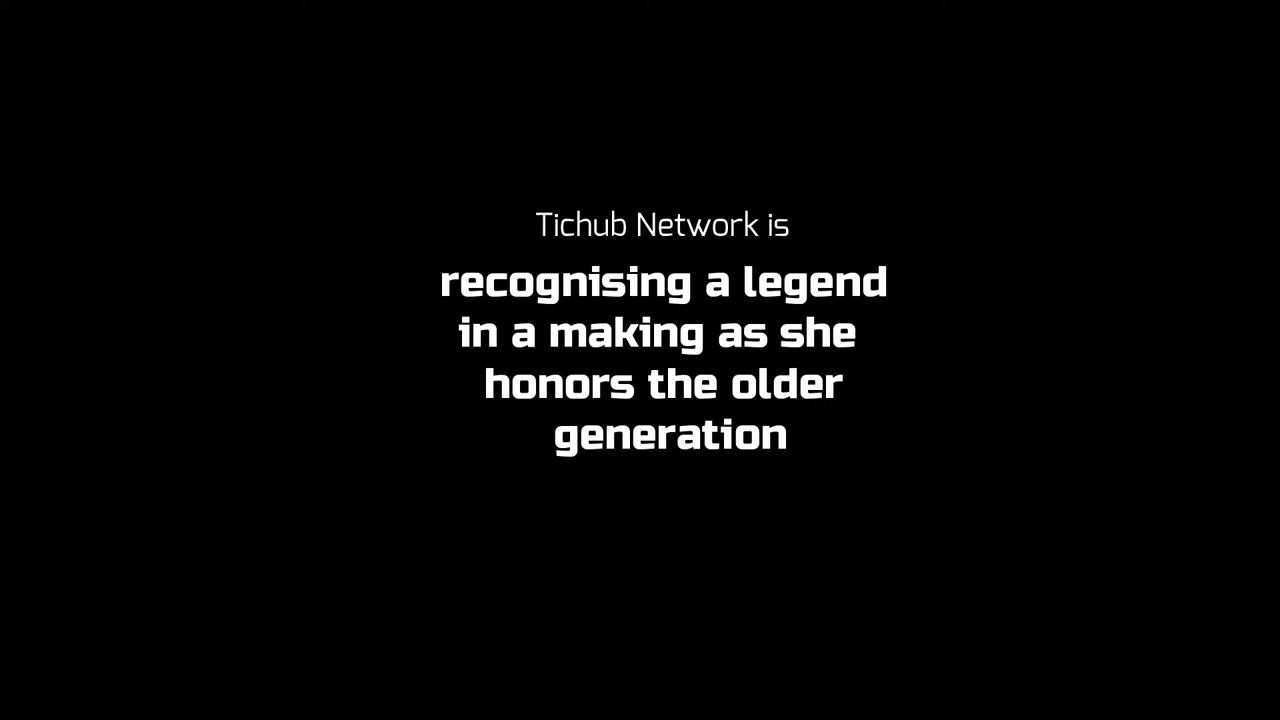 Tichub Network is
recognising a legend
in a making as she
honors the older
generation